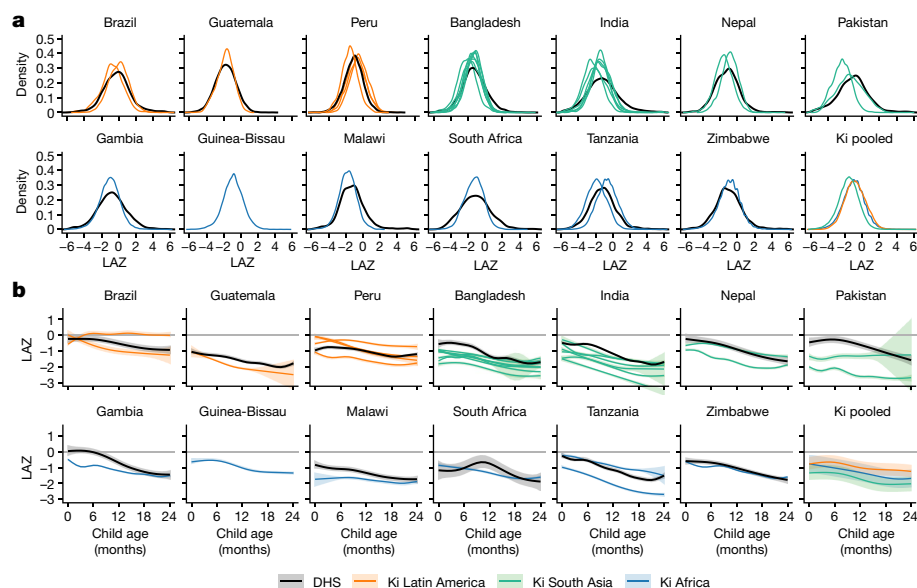 a
Brazil Guatemala Peru Bangladesh India Nepal Pakistan
Density
0.5
0.4
0.3
0.2
0.1
0
Gambia Guinea-Bissau Malawi South Africa Tanzania Zimbabwe Ki pooled
Density
0.5
0.4
0.3
0.2
0.1
0
−6 −4 −2 0 2 4 6 −6 −4 −2 0 2 4 6 −6 −4 −2 0 2 4 6 −6 −4 −2 0 2 4 6 −6 −4 −2 0 2 4 6 −6 −4 −2 0 2 4 6 −6 −4 −2 0 2 4 6
LAZ LAZ LAZ LAZ LAZ LAZ LAZ
b
Brazil Guatemala Peru Bangladesh India Nepal Pakistan
LAZ
1
0
−1
−2
−3
Gambia Guinea-Bissau Malawi South Africa Tanzania Zimbabwe Ki pooled
LAZ
1
0
−1
−2
−3
0 6 12 18 24 0 6 12 18 24 0 6 12 18 24 0 6 12 18 24 0 6 12 18 24 0 6 12 18 24 0 6 12 18 24
Child age Child age Child age Child age Child age Child age Child age
(months) (months) (months) (months) (months) (months) (months)
DHS Ki Latin America Ki South Asia Ki Africa